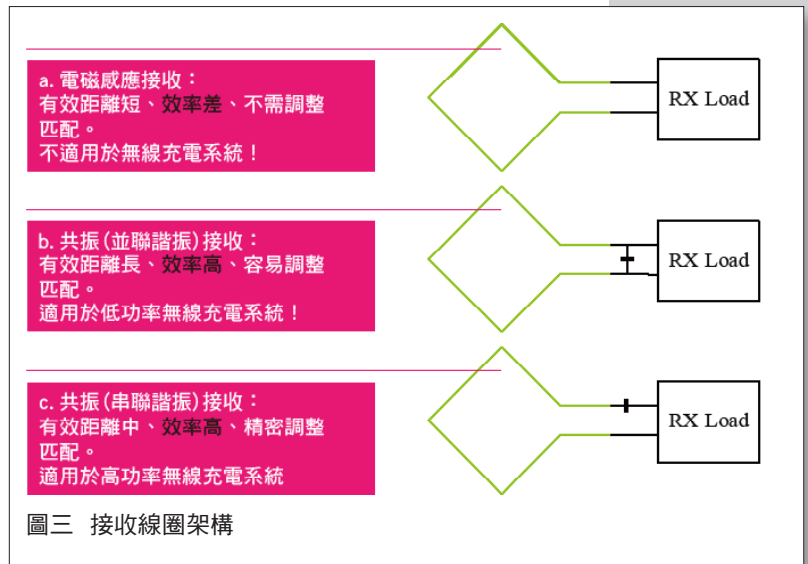 a. 電磁感應接收：
有效距離短、效率差、不需調整
匹配。
不適用於無線充電系統！
RX Load
b. 共振(並聯諧振)接收：
有效距離長、效率高、容易調整
匹配。
適用於低功率無線充電系統！
RX Load
c. 共振(串聯諧振)接收：
有效距離中、效率高、精密調整
匹配。
適用於高功率無線充電系統
RX Load
圖三 接收線圈架構